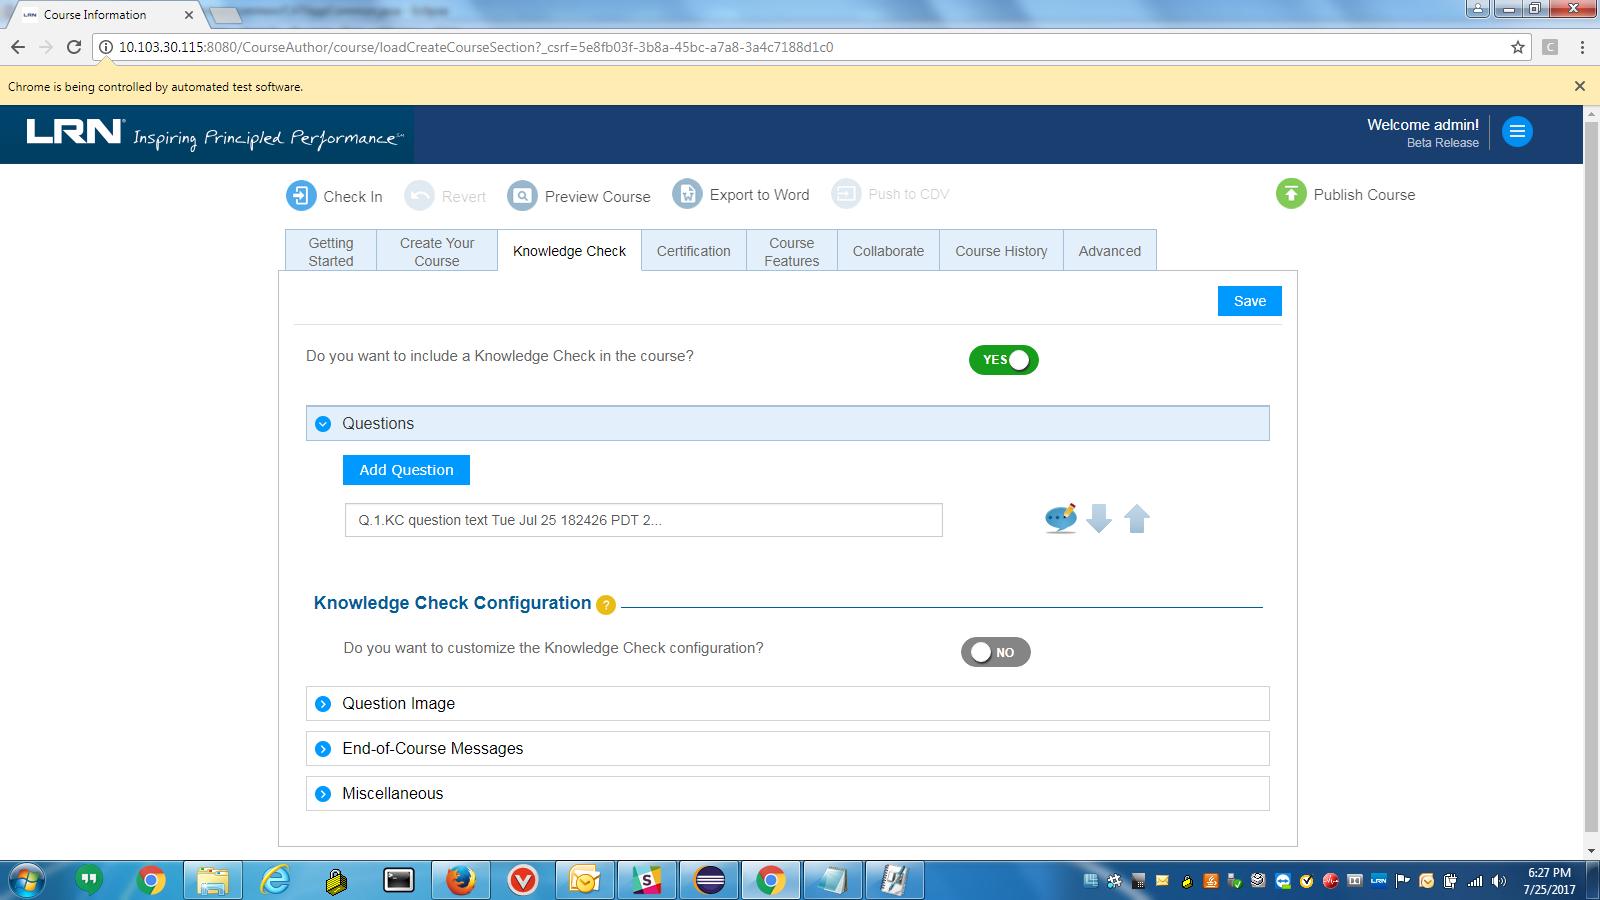 LRN Course Information
10.103.30.115:8080/CourseAuthor/course/loadCreateCourseSection?_csrf=5e8fb03f-3b8a-45bc-a7a8-3a4c7188d1c0
C
Chrome is being controlled by automated test software.
LRN Inspiring Principled Performance
Welcome admin!
Beta Release
Check In
Revert
Preview Course
Export to Word
Push to CDV
Publish Course
Getting Started
Create Your Course
Knowledge Check
Certification
Course Features
Collaborate
Course History
Advanced
Save
Do you want to include a Knowledge Check in the course?
YES
Questions
Add Question
Q.1.KC question text Tue Jul 25 182426 PDT 2...
Knowledge Check Configuration ?
Do you want to customize the Knowledge Check configuration?
NO
Question Image
End-of-Course Messages
Miscellaneous
6:27 PM
7/25/2017